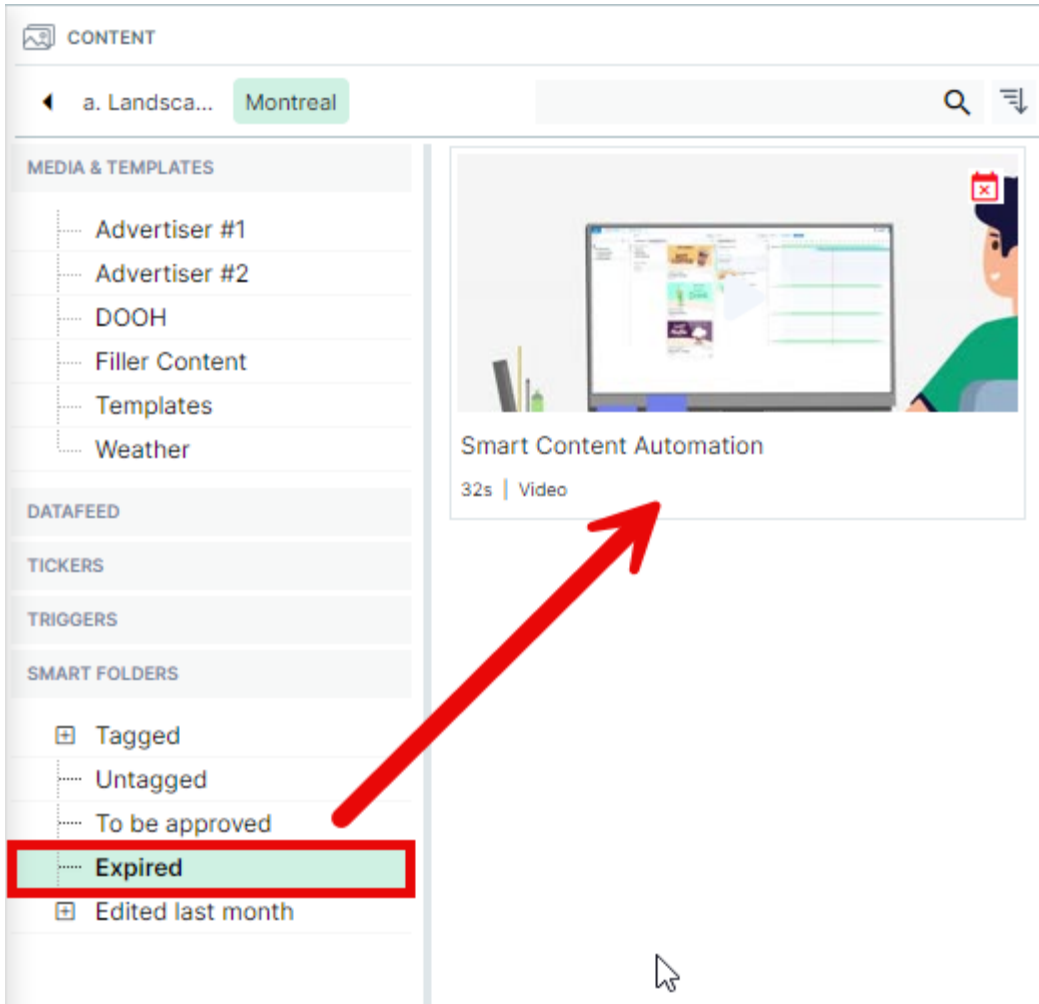 CONTENT
a. Landsca... Montreal
MEDIA & TEMPLATES
Advertiser #1
Advertiser #2
DOOH
Filler Content
Templates
Weather
DATAFEED
TICKERS
TRIGGERS
SMART FOLDERS
Tagged
Untagged
To be approved
Expired
Edited last month
Smart Content Automation
32s | Video